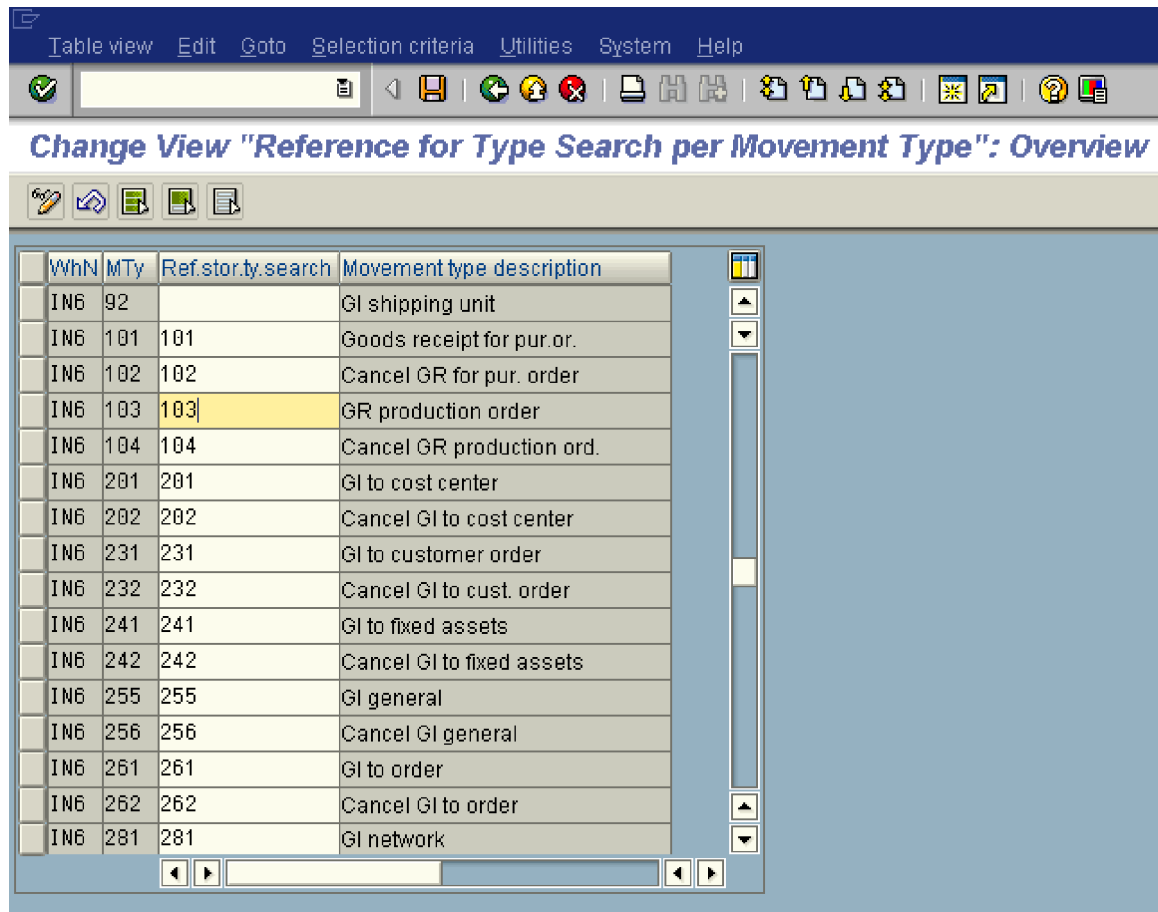 Table view Edit Goto Selection criteria Utilities System Help
Change View "Reference for Type Search per Movement Type": Overview
WhN MTy Ref.stor.ty.search Movement type description
IN6 92 GI shipping unit
IN6 101 101 Goods receipt for pur.or.
IN6 102 102 Cancel GR for pur. order
IN6 103 103 GR production order
IN6 104 104 Cancel GR production ord.
IN6 201 201 GI to cost center
IN6 202 202 Cancel GI to cost center
IN6 231 231 GI to customer order
IN6 232 232 Cancel GI to cust. order
IN6 241 241 GI to fixed assets
IN6 242 242 Cancel GI to fixed assets
IN6 255 255 GI general
IN6 256 256 Cancel GI general
IN6 261 261 GI to order
IN6 262 262 Cancel GI to order
IN6 281 281 GI network